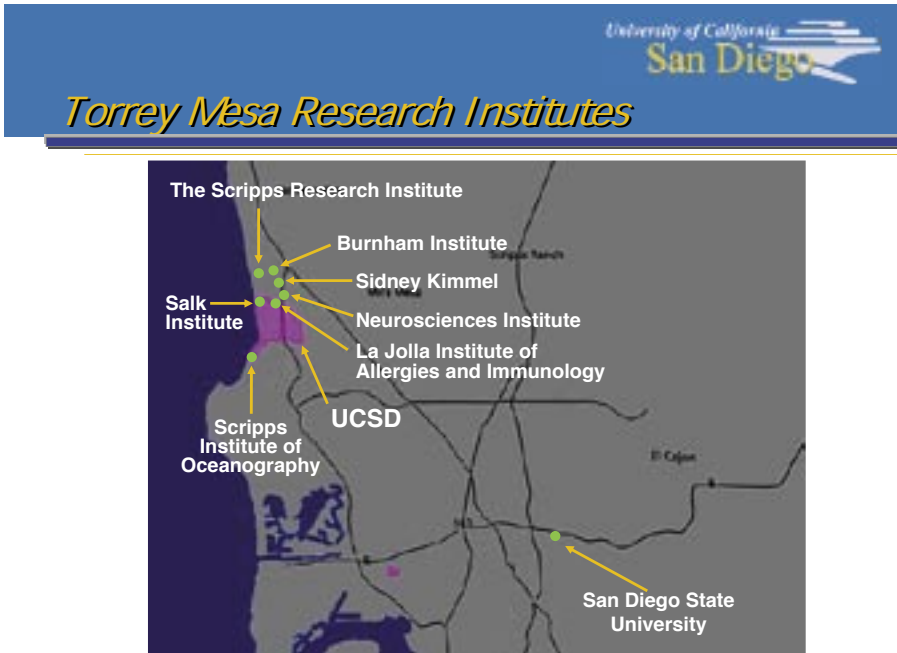 University of California
San Diego
Torrey Mesa Research Institutes
The Scripps Research Institute
Burnham Institute
Scripps Ranch
Sidney Kimmel
Salk
Institute
Neurosciences Institute
La Jolla Institute of
Allergies and Immunology
UCSD
Scripps
Institute of
Oceanography
El Cajon
San Diego State
University